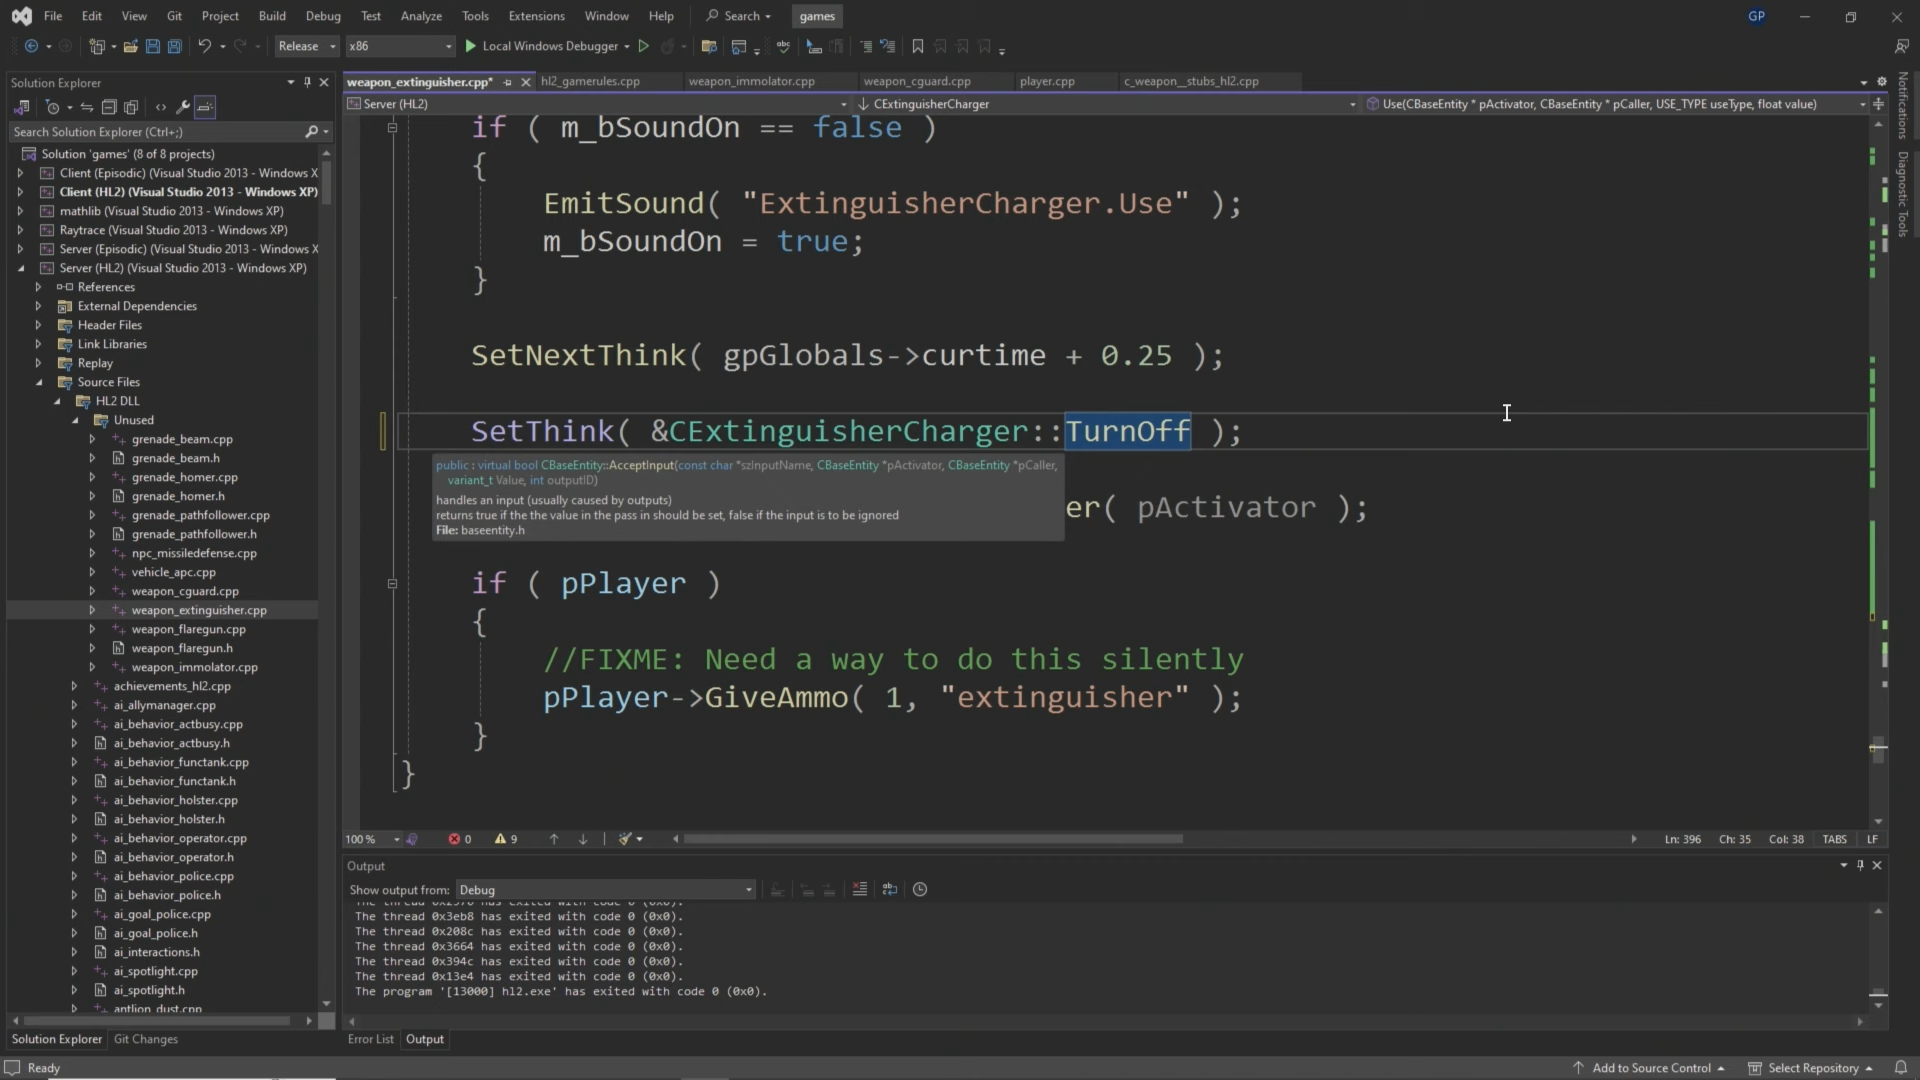 File Edit View Git Project Build Debug Test Analyze Tools Extensions Window Help Search games GP
Release x86 Local Windows Debugger
Solution Explorer
Search Solution Explorer (Ctrl+;)
Solution 'games' (8 of 8 projects)
Client (Episodic) (Visual Studio 2013 - Windows X
Client (HL2) (Visual Studio 2013 - Windows XP)
mathlib (Visual Studio 2013 - Windows XP)
Raytrace (Visual Studio 2013 - Windows XP)
Server (Episodic) (Visual Studio 2013 - Windows X
Server (HL2) (Visual Studio 2013 - Windows XP)
References
External Dependencies
Header Files
Link Libraries
Replay
Source Files
HL2 DLL
Unused
grenade_beam.cpp
grenade_beam.h
grenade_homer.cpp
grenade_homer.h
grenade_pathfollower.cpp
grenade_pathfollower.h
npc_missiledefense.cpp
vehicle_apc.cpp
weapon_cguard.cpp
weapon_extinguisher.cpp
weapon_flaregun.cpp
weapon_flaregun.h
weapon_immolator.cpp
achievements_hl2.cpp
ai_allymanager.cpp
ai_behavior_actbusy.cpp
ai_behavior_actbusy.h
ai_behavior_functank.cpp
ai_behavior_functank.h
ai_behavior_holster.cpp
ai_behavior_holster.h
ai_behavior_operator.cpp
ai_behavior_operator.h
ai_behavior_police.cpp
ai_behavior_police.h
ai_goal_police.cpp
ai_goal_police.h
ai_interactions.h
ai_spotlight.cpp
ai_spotlight.h
antlion_dust.cpp
Solution Explorer Git Changes
weapon_extinguisher.cpp* hl2_gamerules.cpp weapon_immolator.cpp weapon_cguard.cpp player.cpp c_weapon__stubs_hl2.cpp
Server (HL2) CExtinguisherCharger Use(CBaseEntity * pActivator, CBaseEntity * pCaller, USE_TYPE useType, float value)
if ( m_bSoundOn == false )
{
EmitSound( "ExtinguisherCharger.Use" );
m_bSoundOn = true;
}
SetNextThink( gpGlobals->curtime + 0.25 );
SetThink( &CExtinguisherCharger::TurnOff );
public : virtual bool CBaseEntity::AcceptInput(const char *szInputName, CBaseEntity *pActivator, CBaseEntity *pCaller,
variant_t Value, int outputID)
handles an input (usually caused by outputs)
returns true if the the value in the pass in should be set, false if the input is to be ignored
File: baseentity.h
er( pActivator );
if ( pPlayer )
{
//FIXME: Need a way to do this silently
pPlayer->GiveAmmo( 1, "extinguisher" );
}
}
100 % 0 9 Ln: 396 Ch: 35 Col: 38 TABS LF
Output
Show output from: Debug
The thread 0x3eb8 has exited with code 0 (0x0).
The thread 0x208c has exited with code 0 (0x0).
The thread 0x3664 has exited with code 0 (0x0).
The thread 0x394c has exited with code 0 (0x0).
The thread 0x13e4 has exited with code 0 (0x0).
The program '[13000] hl2.exe' has exited with code 0 (0x0).
Error List Output
Notifications
Diagnostic Tools
Ready Add to Source Control Select Repository